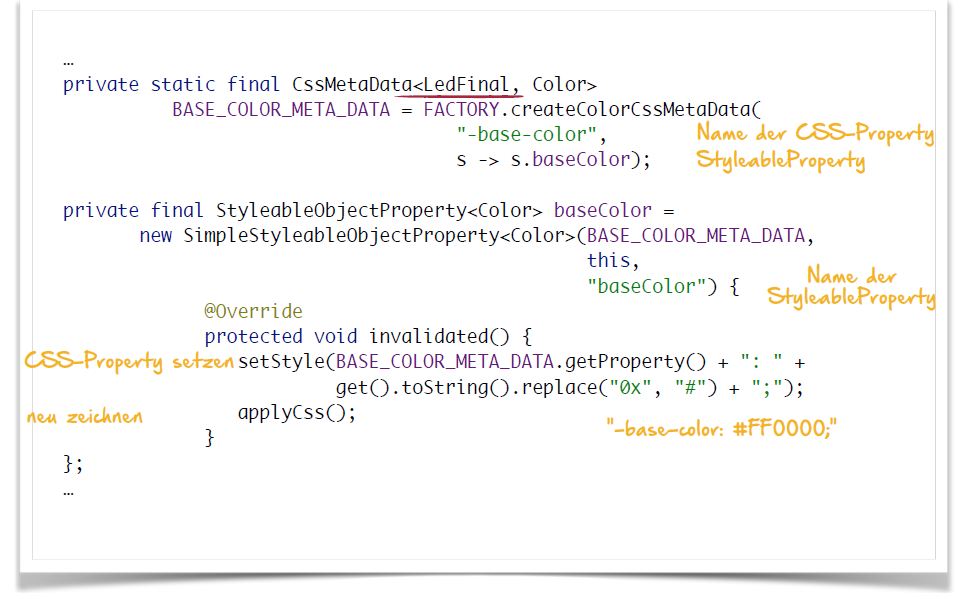 …
private static final CssMetaData<LedFinal, Color>
BASE_COLOR_META_DATA = FACTORY.createColorCssMetaData(
"-base-color", Name der CSS-Property
s -> s.baseColor); StyleableProperty
private final StyleableObjectProperty<Color> baseColor =
new SimpleStyleableObjectProperty<Color>(BASE_COLOR_META_DATA,
this,
"baseColor") {
Name der
StyleableProperty
@Override
protected void invalidated() {
CSS-Property setzen setStyle(BASE_COLOR_META_DATA.getProperty() + ": " +
get().toString().replace("0x", "#") + ";");
neu zeichnen applyCss();
"-base-color: #FF0000;"
}
};
…